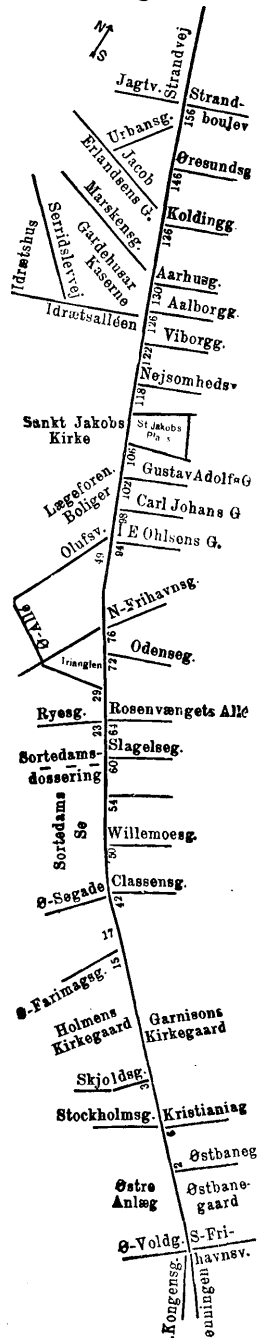 N
S
Strandvej
Jagtv.
Strand-
boulev
156
Urbansg.
Jacob
Erlandsens G.
Øresundsg
146
Marskensg.
Koldingg.
136
Gardehusar
Kaserne
Serridslevvej
Idrætshus
Aarhusg.
130
Idrætsalléen
Aalborgg.
126
Viborgg.
122
Nøjsomhedsv
118
Sankt Jakobs
Kirke
St Jakobs
Plads
106
Gustav Adolfs G
Lægeforen.
Boliger
102
Carl Johans G
98
Olufsv.
E Ohlsons G.
94
49
N-Frihavnsg.
Ø-Allé
76
Trianglen
Odenseg.
72
29
Ryesg.
Rosenvængets Allé
23
64
Slagelseg.
Sortedams-
dossering
60
54
Sortedams
Sø
Willemoesg.
50
Classensg.
Ø-Søgade
42
17
15
Ø-Farimagsg.
Holmens
Kirkegaard
Garnisons
Kirkegaard
Skjoldsg.
3
Stockholmsg.
Kristianiag
6
Østbaneg
2
Østre
Anlæg
Østbane-
gaard
Ø-Voldg.
S-Fri-
havnsv.
Kongensg.